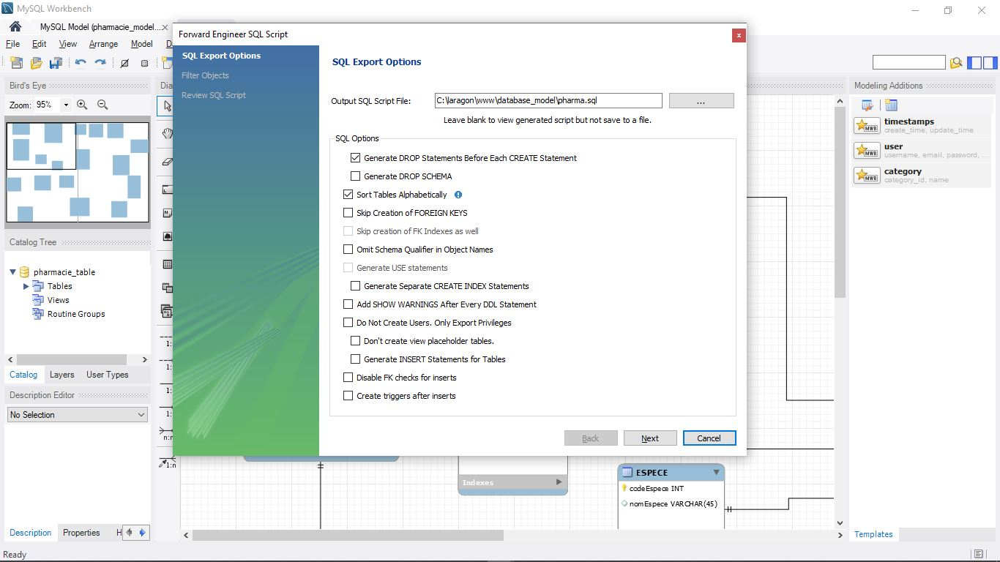 MySQL Workbench
MySQL Model (pharmacie_model... ×
File Edit View Arrange Model
Bird's Eye
Zoom: 95%
Catalog Tree
pharmacie_table
Tables
Views
Routine Groups
Catalog Layers User Types
Description Editor
No Selection
Description Properties H
Ready
Forward Engineer SQL Script
SQL Export Options
Filter Objects
Review SQL Script
SQL Export Options
Output SQL Script File: C:\laragon\www\database_model\pharma.sql ...
Leave blank to view generated script but not save to a file.
SQL Options
Generate DROP Statements Before Each CREATE Statement
Generate DROP SCHEMA
Sort Tables Alphabetically
Skip Creation of FOREIGN KEYS
Skip creation of FK Indexes as well
Omit Schema Qualifier in Object Names
Generate USE statements
Generate Separate CREATE INDEX Statements
Add SHOW WARNINGS After Every DDL Statement
Do Not Create Users. Only Export Privileges
Don't create view placeholder tables.
Generate INSERT Statements for Tables
Disable FK checks for inserts
Create triggers after inserts
Back Next Cancel
Dia
1:
1:
1:
1:
n:
1:n
Indexes
ESPECE
codeEspece INT
nomEspece VARCHAR(45)
Modeling Additions
MWB
timestamps
create_time, update_time
MWB
user
username, email, password, ...
MWB
category
category_id, name
Templates